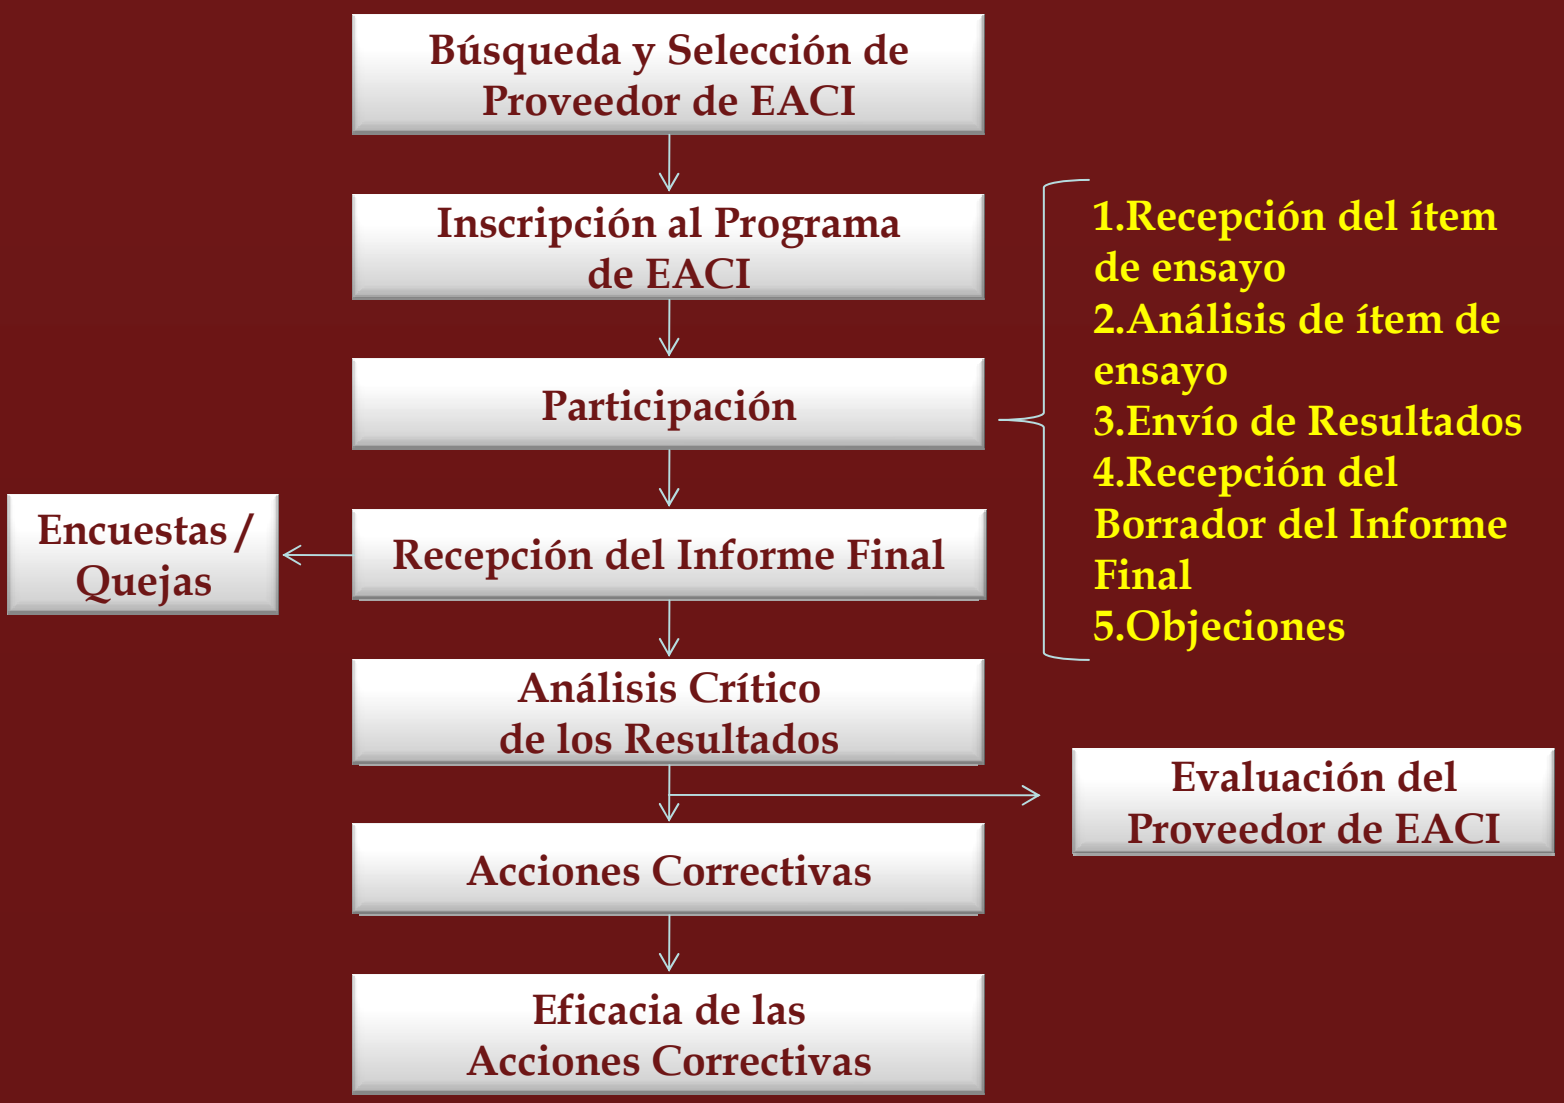 Búsqueda y Selección de
Proveedor de EACI
Inscripción al Programa
de EACI
Participación
1.Recepción del ítem
de ensayo
2.Análisis de ítem de
ensayo
3.Envío de Resultados
4.Recepción del
Borrador del Informe
Final
5.Objeciones
Recepción del Informe Final
Encuestas /
Quejas
Análisis Crítico
de los Resultados
Evaluación del
Proveedor de EACI
Acciones Correctivas
Eficacia de las
Acciones Correctivas